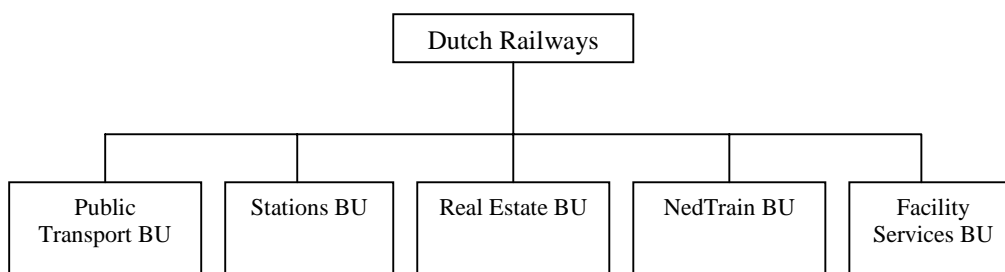 Dutch Railways
Public
Transport BU
Stations BU
Real Estate BU
NedTrain BU
Facility
Services BU